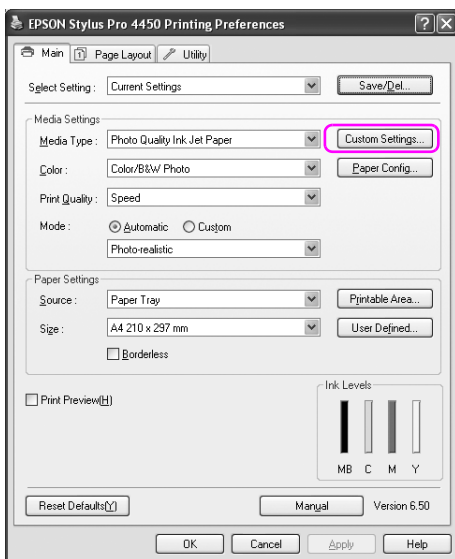 EPSON Stylus Pro 4450 Printing Preferences
Main Page Layout Utility
Select Setting : Current Settings Save/Del...
Media Settings
Media Type : Photo Quality Ink Jet Paper Custom Settings...
Color : Color/B&W Photo Paper Config...
Print Quality : Speed
Mode : Automatic Custom
Photo-realistic
Paper Settings
Source : Paper Tray Printable Area...
Size : A4 210 x 297 mm User Defined...
Borderless
Print Preview(H)
Ink Levels
MB C M Y
Reset Defaults(Y) Manual Version 6.50
OK Cancel Apply Help